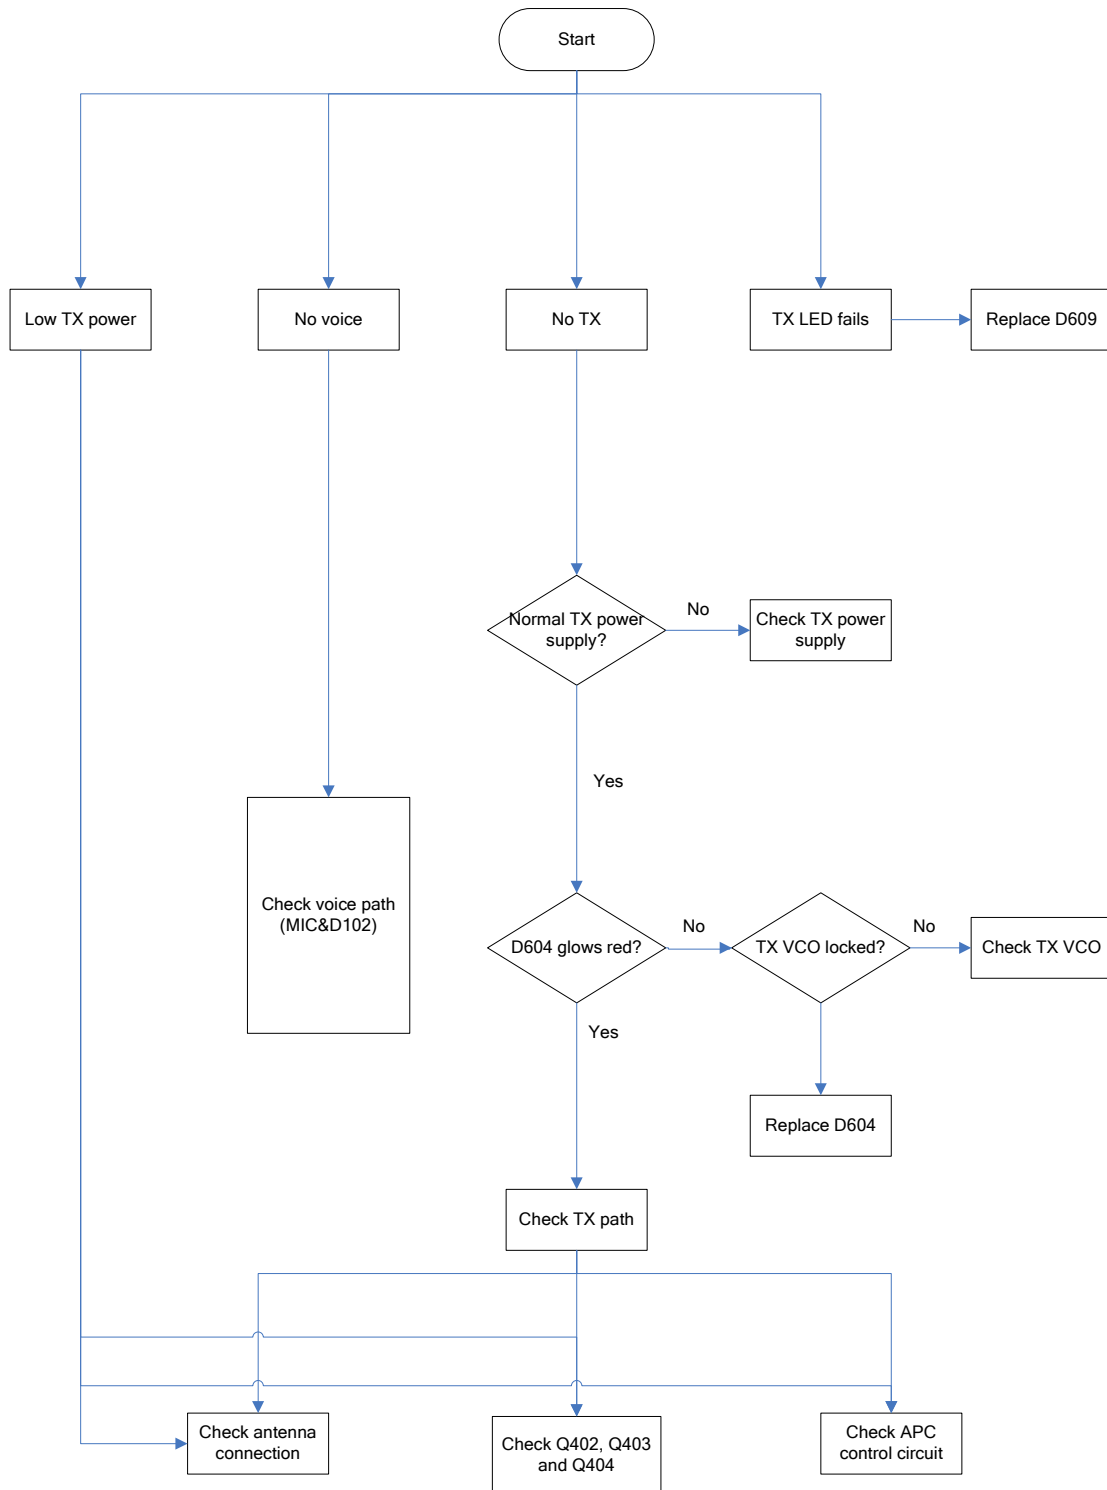 Start
Low TX power
No voice
No TX
TX LED fails
Replace D609
Normal TX power
supply?
No
Check TX power
supply
Yes
Check voice path
(MIC&D102)
D604 glows red?
No
TX VCO locked?
No
Check TX VCO
Yes
Replace D604
Check TX path
Check antenna
connection
Check Q402, Q403
and Q404
Check APC
control circuit